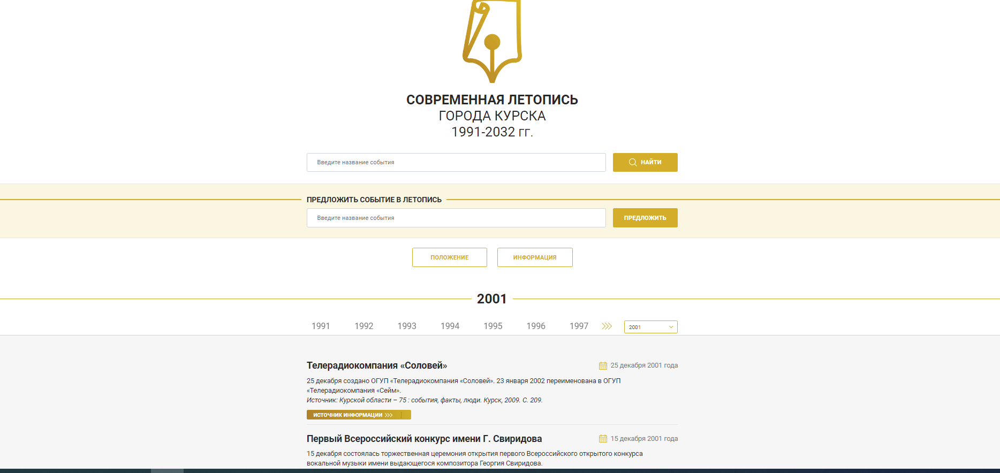 СОВРЕМЕННАЯ ЛЕТОПИСЬ
ГОРОДА КУРСКА
1991-2032 гг.
Введите название события
НАЙТИ
ПРЕДЛОЖИТЬ СОБЫТИЕ В ЛЕТОПИСЬ
Введите название события
ПРЕДЛОЖИТЬ
ПОЛОЖЕНИЕ
ИНФОРМАЦИЯ
2001
1991 1992 1993 1994 1995 1996 1997 2001
Телерадиокомпания «Соловей»
25 декабря 2001 года
25 декабря создано ОГУП «Телерадиокомпания «Соловей». 23 января 2002 переименована в ОГУП
«Телерадиокомпания «Сейм».
Источник: Курской области – 75 : события, факты, люди. Курск, 2009. С. 209.
ИСТОЧНИК ИНФОРМАЦИИ
Первый Всероссийский конкурс имени Г. Свиридова
15 декабря 2001 года
15 декабря состоялась торжественная церемония открытия первого Всероссийского открытого конкурса
вокальной музыки имени выдающегося композитора Георгия Свиридова.